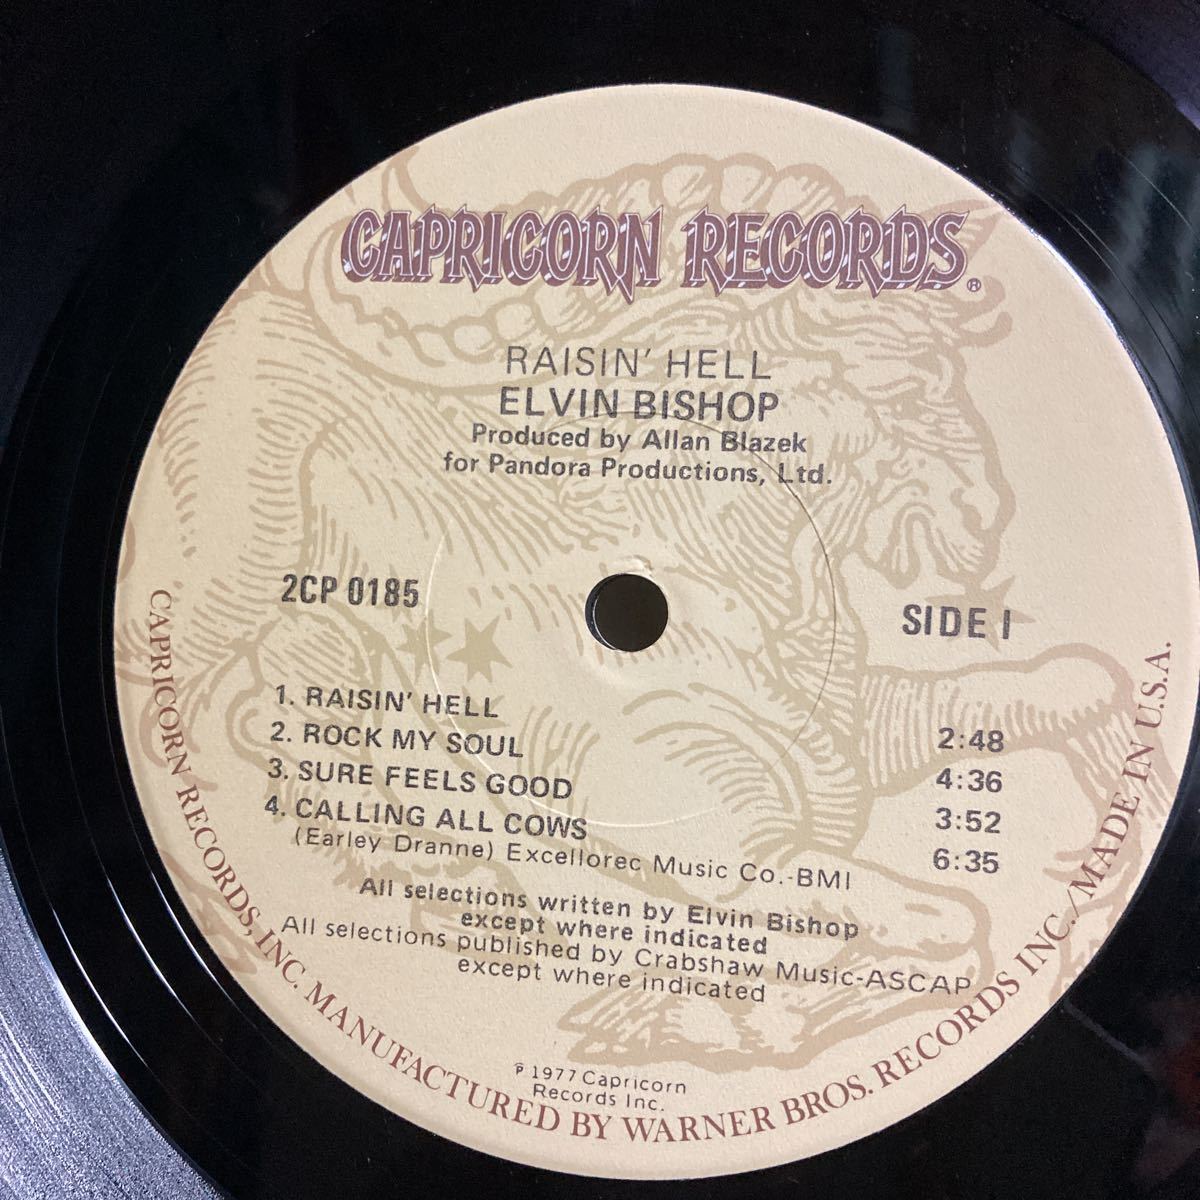 CAPRICORN RECORDS®
RAISIN' HELL
ELVIN BISHOP
Produced by Allan Blazek
for Pandora Productions, Ltd.
2CP 0185
SIDE 1
1. RAISIN' HELL 2:48
2. ROCK MY SOUL 4:36
3. SURE FEELS GOOD 3:52
4. CALLING ALL COWS 6:35
(Earley Dranne) Excellorec Music Co.-BMI
All selections written by Elvin Bishop
except where indicated
All selections published by Crabshaw Music-ASCAP
except where indicated
℗ 1977 Capricorn
Records Inc.
CAPRICORN RECORDS, INC. MANUFACTURED BY WARNER BROS. RECORDS INC./MADE IN U.S.A.